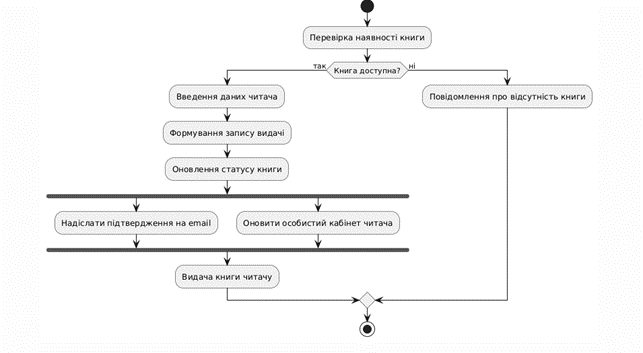 Перевірка наявності книги
так
Книга доступна?
ні
Введення даних читача
Повідомлення про відсутність книги
Формування запису видачі
Оновлення статусу книги
Надіслати підтвердження на email
Оновити особистий кабінет читача
Видача книги читачу